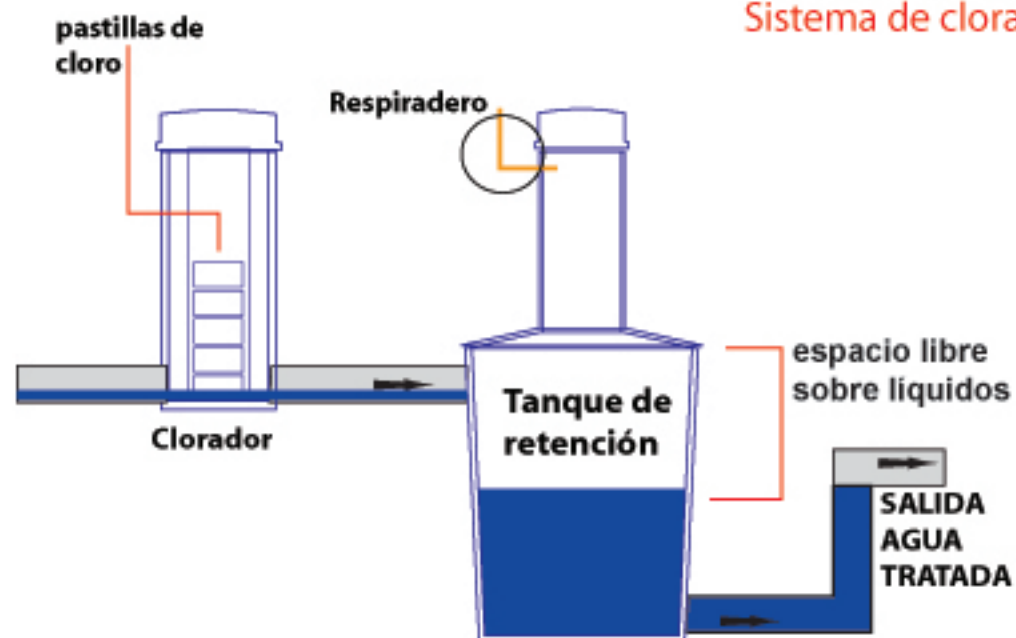 Sistema de clora
pastillas de
cloro
Respiradero
espacio libre
sobre líquidos
Tanque de
retención
Clorador
SALIDA
AGUA
TRATADA